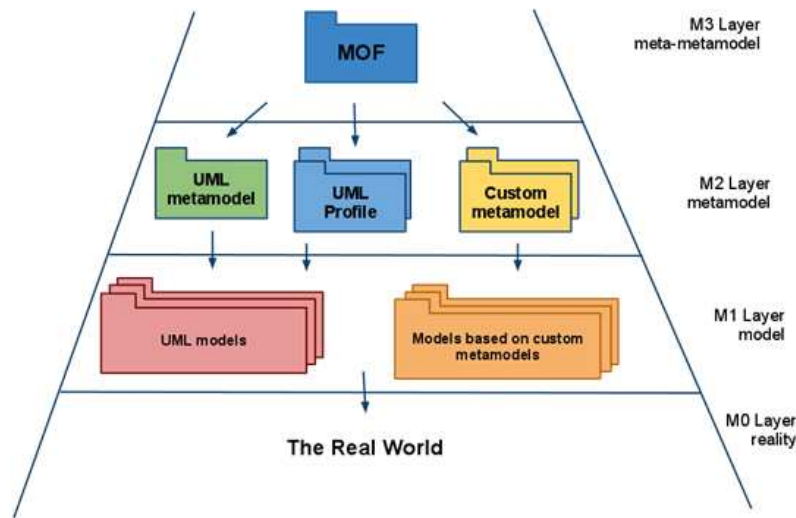 M3 Layer
meta-metamodel
MOF
UML
metamodel
UML
Profile
Custom
metamodel
M2 Layer
metamodel
UML models
Models based on custom
metamodels
M1 Layer
model
The Real World
M0 Layer
reality